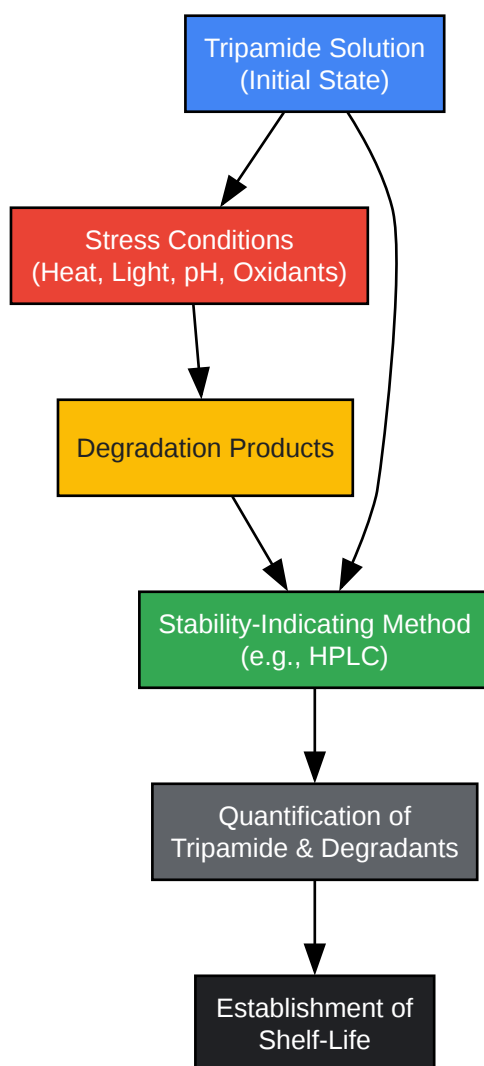 Tripamide Solution
(Initial State)
Stress Conditions
(Heat, Light, pH, Oxidants)
Degradation Products
Stability-Indicating Method
(e.g., HPLC)
Quantification of
Tripamide & Degradants
Establishment of
Shelf-Life